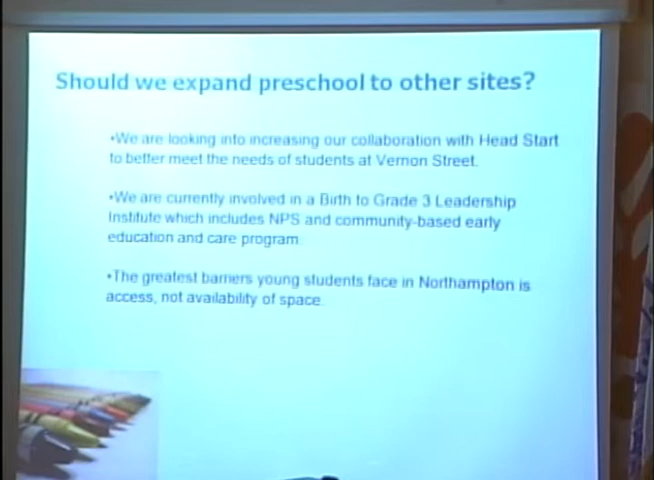 Should we expand preschool to other sites?
•We are looking into increasing our collaboration with Head Start
to better meet the needs of students at Vernon Street.
•We are currently involved in a Birth to Grade 3 Leadership
Institute which includes NPS and community-based early
education and care program.
•The greatest barriers young students face in Northampton is
access, not availability of space.